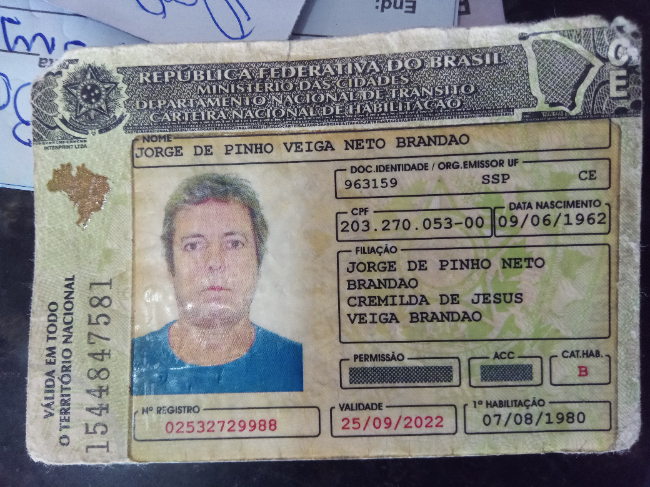 End:
CE
REPÚBLICA FEDERATIVA DO BRASIL
MINISTÉRIO DAS CIDADES
DEPARTAMENTO NACIONAL DE TRÂNSITO
CARTEIRA NACIONAL DE HABILITAÇÃO
NOME
JORGE DE PINHO VEIGA NETO BRANDAO
DOC. IDENTIDADE / ORG. EMISSOR UF
963159 SSP CE
CPF
203.270.053-00
DATA NASCIMENTO
09/06/1962
FILIAÇÃO
JORGE DE PINHO NETO
BRANDAO
CREMILDA DE JESUS
VEIGA BRANDAO
PERMISSÃO
ACC
CAT. HAB.
B
Nº REGISTRO
02532729988
VALIDADE
25/09/2022
1ª HABILITAÇÃO
07/08/1980
VÁLIDA EM TODO
O TERRITÓRIO NACIONAL
1544847581